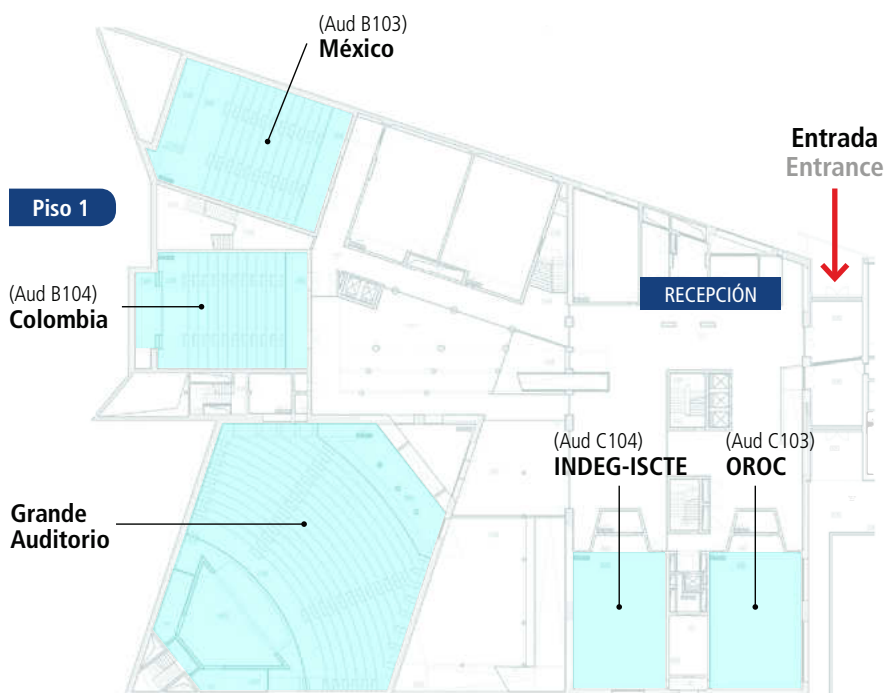 (Aud B103)
México
Entrada
Entrance
Piso 1
RECEPCIÓN
(Aud B104)
Colombia
(Aud C104)
INDEG-ISCTE
(Aud C103)
OROC
Grande
Auditorio